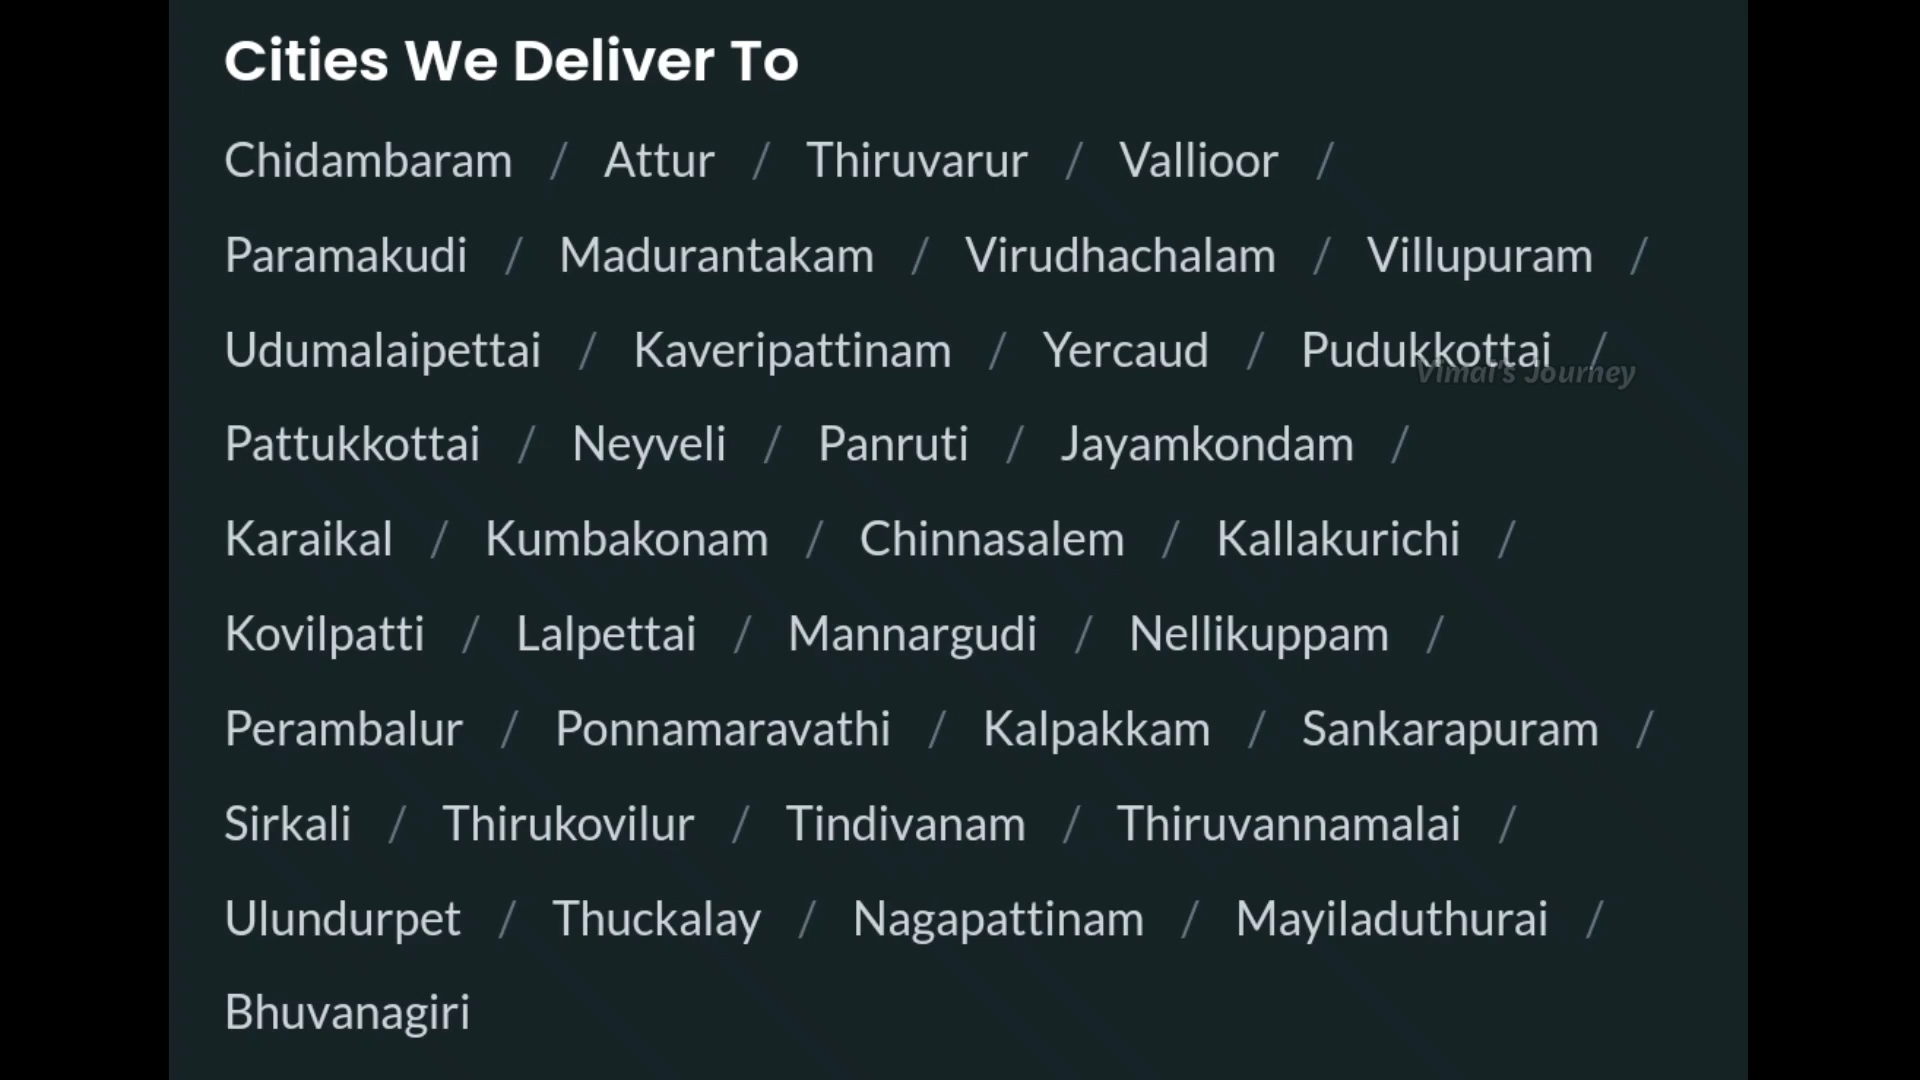 Cities We Deliver To
Chidambaram / Attur / Thiruvarur / Vallioor /
Paramakudi / Madurantakam / Virudhachalam / Villupuram /
Udumalaipettai / Kaveripattinam / Yercaud / Pudukkottai /
Vimal's Journey
Pattukkottai / Neyveli / Panruti / Jayamkondam /
Karaikal / Kumbakonam / Chinnasalem / Kallakurichi /
Kovilpatti / Lalpettai / Mannargudi / Nellikuppam /
Perambalur / Ponnamaravathi / Kalpakkam / Sankarapuram /
Sirkali / Thirukovilur / Tindivanam / Thiruvannamalai /
Ulundurpet / Thuckalay / Nagapattinam / Mayiladuthurai /
Bhuvanagiri